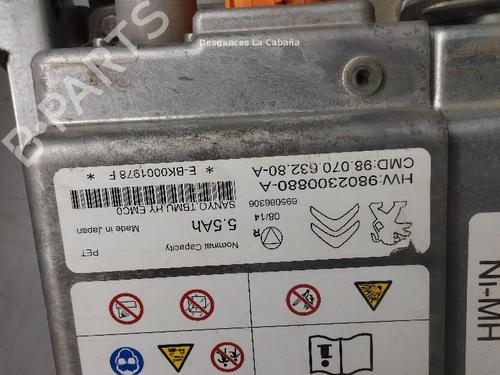 Desguaces La Cabaña
B-PARTS
HW:9802300880-A
CMD:98.070.632.80-A
6950886306
08/14
R
SANYO.TBMU HY EMC0
* E-BK0001978 F *
5.5Ah
Nominal Capacity
Made in Japan
PET
Ni-MH